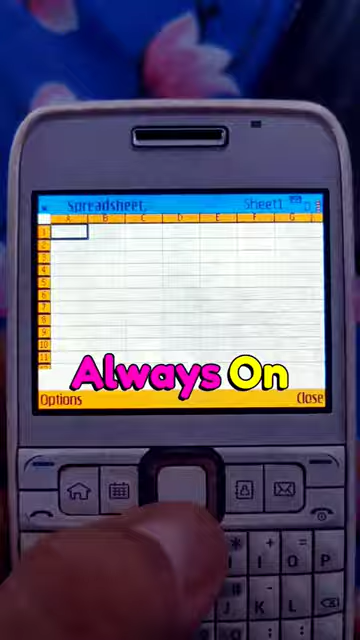 Spreadsheet
Sheet1
A B C D E F G
1
2
3
4
5
6
7
8
9
10
11
Always On
Options Close
* + =
I O P
J K L